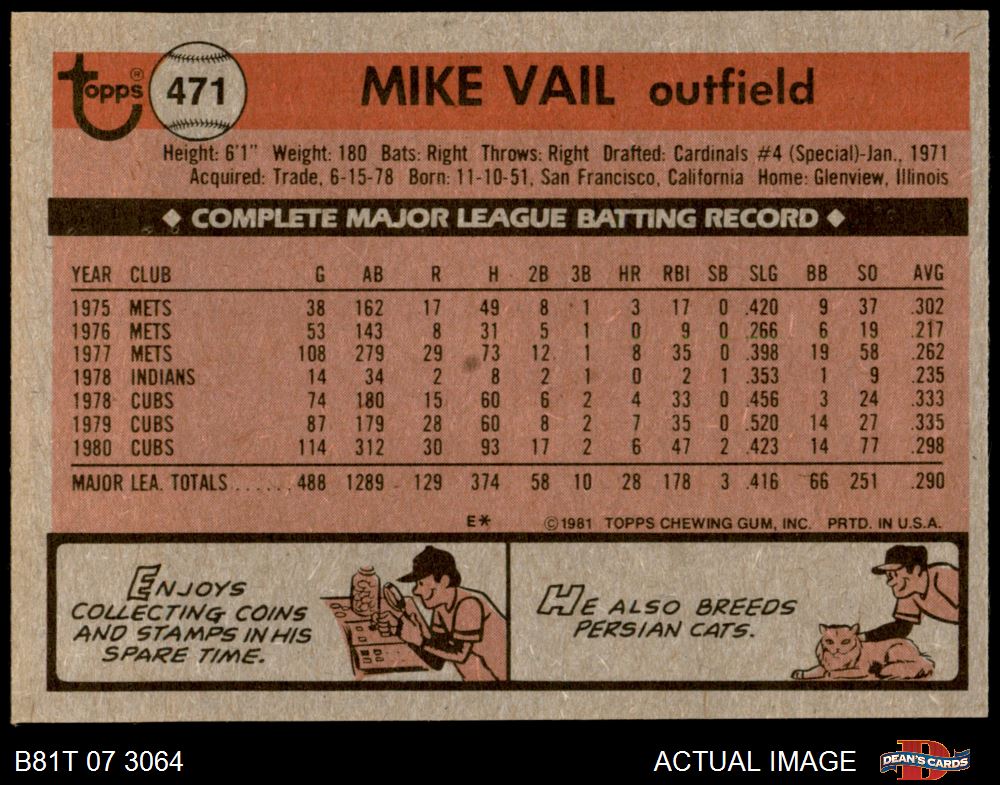 Topps® 471 MIKE VAIL outfield
Height: 6'1" Weight: 180 Bats: Right Throws: Right Drafted: Cardinals #4 (Special)-Jan., 1971
Acquired: Trade, 6-15-78 Born: 11-10-51, San Francisco, California Home: Glenview, Illinois
◆ COMPLETE MAJOR LEAGUE BATTING RECORD ◆
YEAR CLUB G AB R H 2B 3B HR RBI SB SLG BB SO AVG
1975 METS 38 162 17 49 8 1 3 17 0 .420 9 37 .302
1976 METS 53 143 8 31 5 1 0 9 0 .266 6 19 .217
1977 METS 108 279 29 73 12 1 8 35 0 .398 19 58 .262
1978 INDIANS 14 34 2 8 2 1 0 2 1 .353 1 9 .235
1978 CUBS 74 180 15 60 6 2 4 33 0 .456 3 24 .333
1979 CUBS 87 179 28 60 8 2 7 35 0 .520 14 27 .335
1980 CUBS 114 312 30 93 17 2 6 47 2 .423 14 77 .298
MAJOR LEA. TOTALS...... 488 1289 129 374 58 10 28 178 3 .416 66 251 .290
E* ©1981 TOPPS CHEWING GUM, INC. PRTD. IN U.S.A.
ENJOYS
COLLECTING COINS
AND STAMPS IN HIS
SPARE TIME.
HE ALSO BREEDS
PERSIAN CATS.
B81T 07 3064 ACTUAL IMAGE DEAN'S CARDS